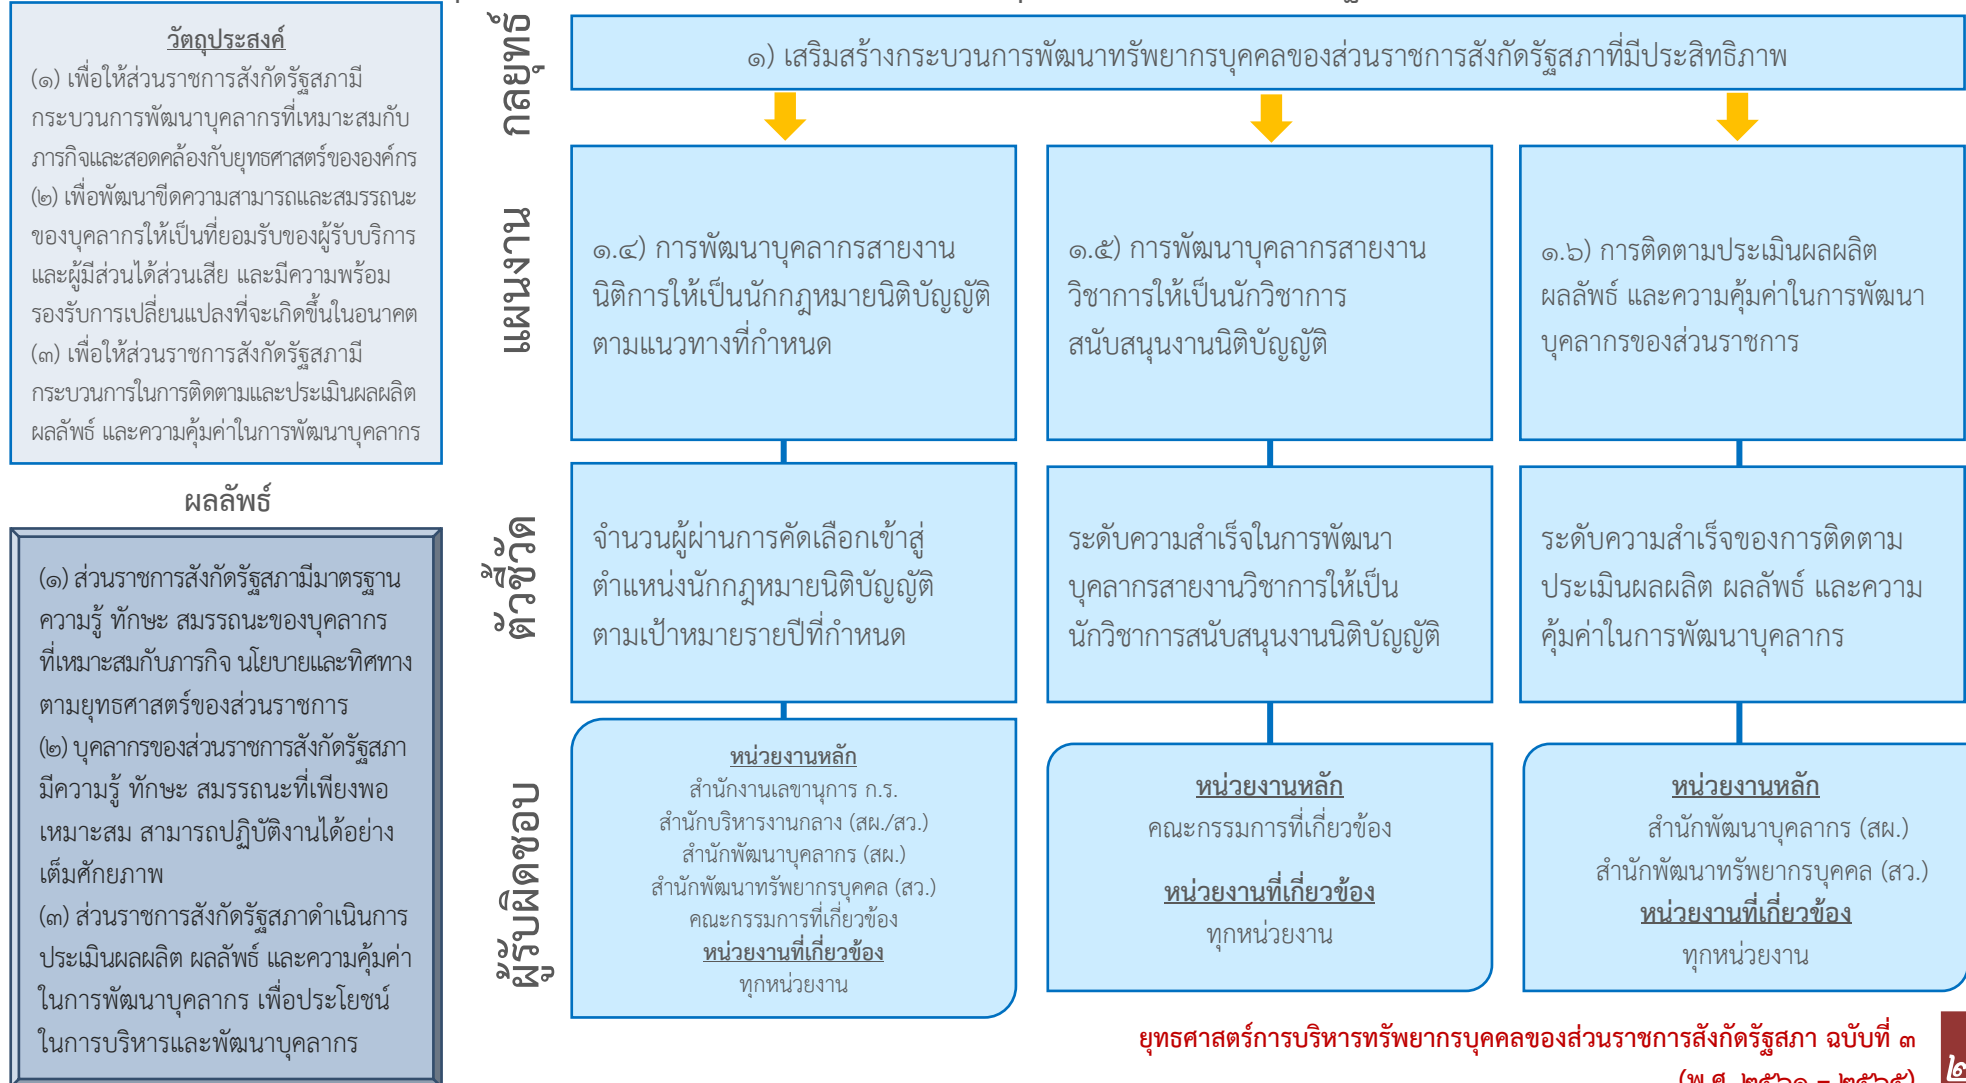 วัตถุประสงค์
(๑) เพื่อให้ส่วนราชการสังกัดรัฐสภามี
กระบวนการพัฒนาบุคลากรที่เหมาะสมกับ
ภารกิจและสอดคล้องกับยุทธศาสตร์ขององค์กร
(๒) เพื่อพัฒนาขีดความสามารถและสมรรถนะ
ของบุคลากรให้เป็นที่ยอมรับของผู้รับบริการ
และผู้มีส่วนได้ส่วนเสีย และมีความพร้อม
รองรับการเปลี่ยนแปลงที่จะเกิดขึ้นในอนาคต
(๓) เพื่อให้ส่วนราชการสังกัดรัฐสภามี
กระบวนการในการติดตามและประเมินผลผลิต
ผลลัพธ์ และความคุ้มค่าในการพัฒนาบุคลากร
ผลลัพธ์
(๑) ส่วนราชการสังกัดรัฐสภามีมาตรฐาน
ความรู้ ทักษะ สมรรถนะของบุคลากร
ที่เหมาะสมกับภารกิจ นโยบายและทิศทาง
ตามยุทธศาสตร์ของส่วนราชการ
(๒) บุคลากรของส่วนราชการสังกัดรัฐสภา
มีความรู้ ทักษะ สมรรถนะที่เพียงพอ
เหมาะสม สามารถปฏิบัติงานได้อย่าง
เต็มศักยภาพ
(๓) ส่วนราชการสังกัดรัฐสภาดำเนินการ
ประเมินผลผลิต ผลลัพธ์ และความคุ้มค่า
ในการพัฒนาบุคลากร เพื่อประโยชน์
ในการบริหารและพัฒนาบุคลากร
กลยุทธ์
๑) เสริมสร้างกระบวนการพัฒนาทรัพยากรบุคคลของส่วนราชการสังกัดรัฐสภาที่มีประสิทธิภาพ
แผนงาน
๑.๔) การพัฒนาบุคลากรสายงาน
นิติการให้เป็นนักกฎหมายนิติบัญญัติ
ตามแนวทางที่กำหนด
๑.๕) การพัฒนาบุคลากรสายงาน
วิชาการให้เป็นนักวิชาการ
สนับสนุนงานนิติบัญญัติ
๑.๖) การติดตามประเมินผลผลิต
ผลลัพธ์ และความคุ้มค่าในการพัฒนา
บุคลากรของส่วนราชการ
ตัวชี้วัด
จำนวนผู้ผ่านการคัดเลือกเข้าสู่
ตำแหน่งนักกฎหมายนิติบัญญัติ
ตามเป้าหมายรายปีที่กำหนด
ระดับความสำเร็จในการพัฒนา
บุคลากรสายงานวิชาการให้เป็น
นักวิชาการสนับสนุนงานนิติบัญญัติ
ระดับความสำเร็จของการติดตาม
ประเมินผลผลิต ผลลัพธ์ และความ
คุ้มค่าในการพัฒนาบุคลากร
ผู้รับผิดชอบ
หน่วยงานหลัก
สำนักงานเลขานุการ ก.ร.
สำนักบริหารงานกลาง (สผ./สว.)
สำนักพัฒนาบุคลากร (สผ.)
สำนักพัฒนาทรัพยากรบุคคล (สว.)
คณะกรรมการที่เกี่ยวข้อง
หน่วยงานที่เกี่ยวข้อง
ทุกหน่วยงาน
หน่วยงานหลัก
คณะกรรมการที่เกี่ยวข้อง
หน่วยงานที่เกี่ยวข้อง
ทุกหน่วยงาน
หน่วยงานหลัก
สำนักพัฒนาบุคลากร (สผ.)
สำนักพัฒนาทรัพยากรบุคคล (สว.)
หน่วยงานที่เกี่ยวข้อง
ทุกหน่วยงาน
ยุทธศาสตร์การบริหารทรัพยากรบุคคลของส่วนราชการสังกัดรัฐสภา ฉบับที่ ๓